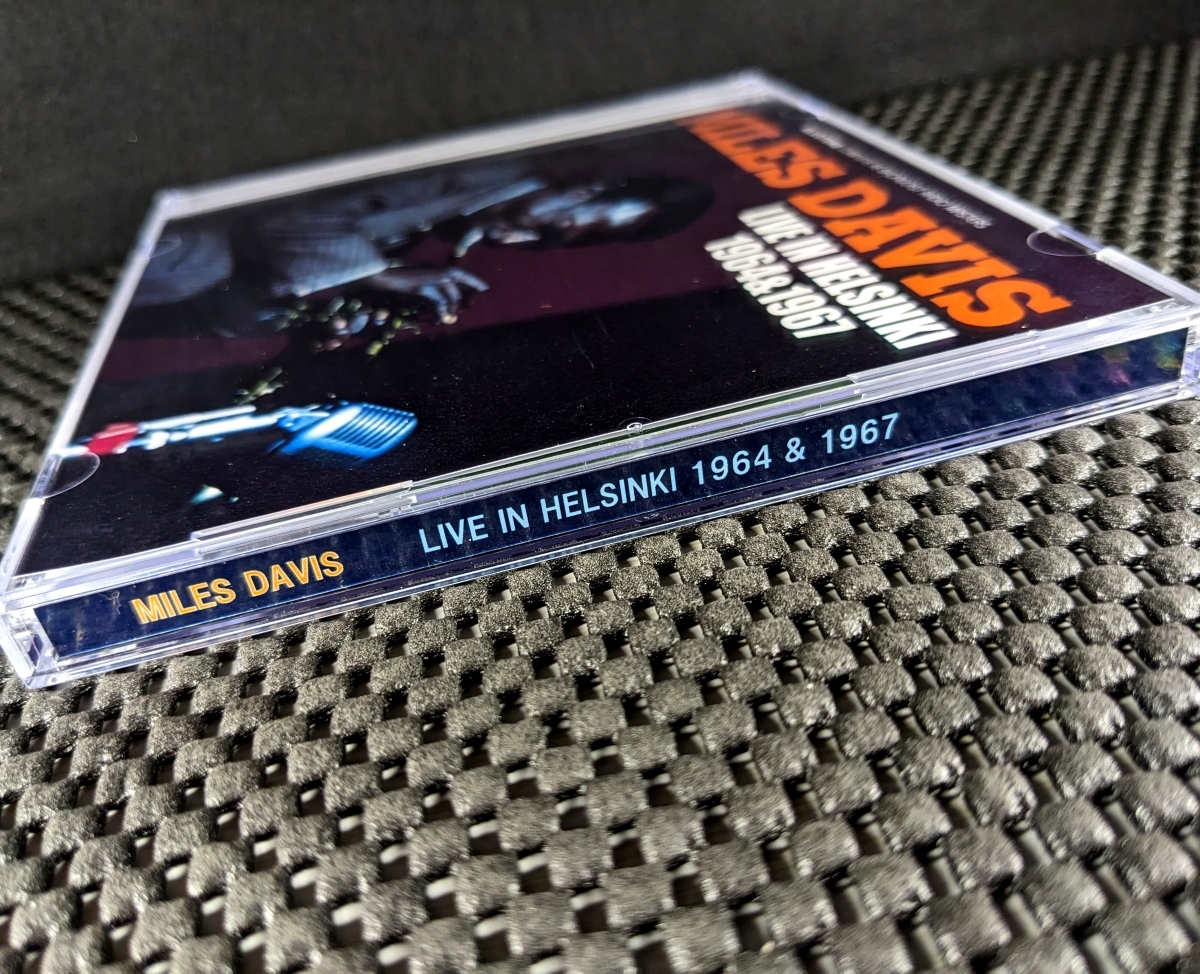 MILES DAVIS
LIVE IN HELSINKI
1964&1967
MILES DAVIS LIVE IN HELSINKI 1964 & 1967